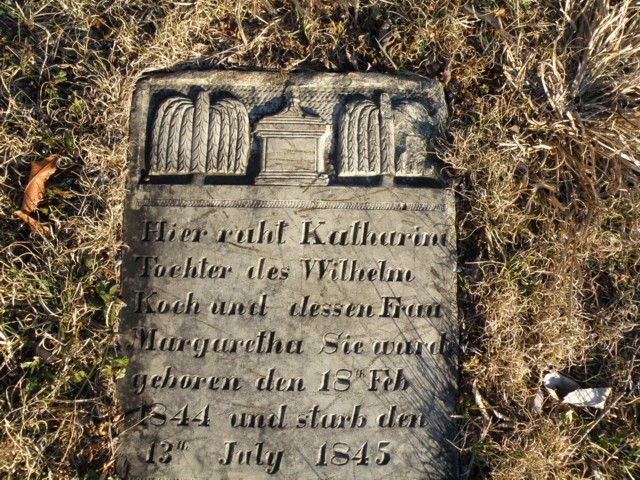 Hier ruht Katharina
Tochter des Wilhelm
Koch und dessen Frau
Margaretha Sie ward
geboren den 18th Feb
1844 und starb den
13th July 1845